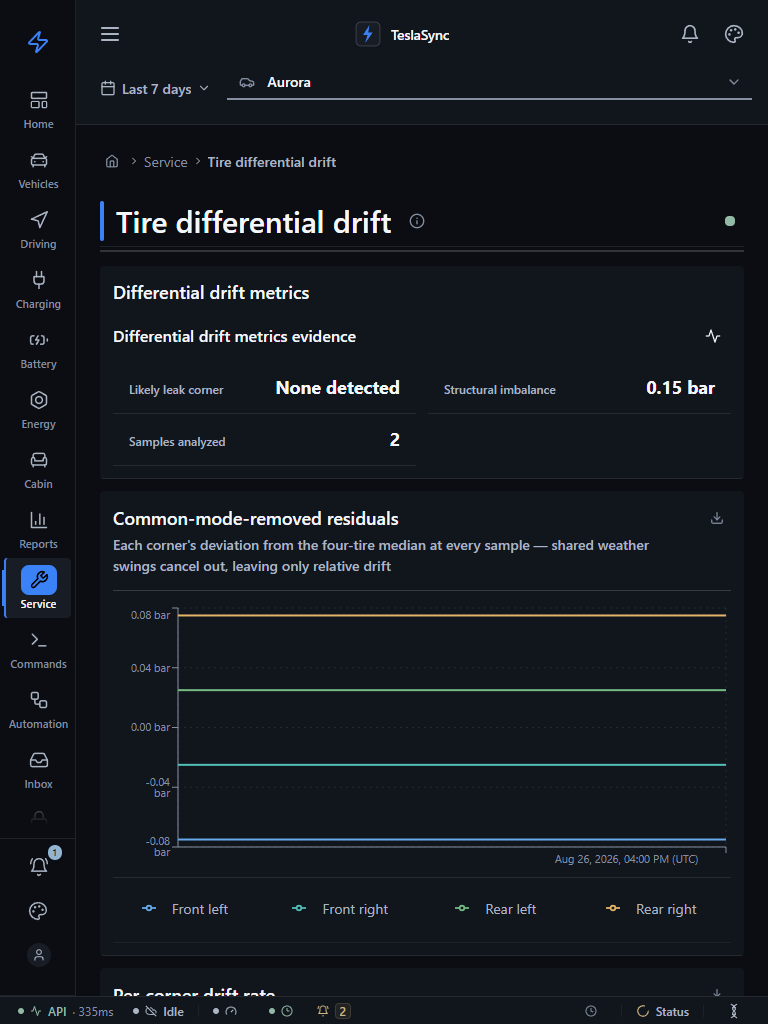 TeslaSync
Last 7 days
Aurora
Home
Vehicles
Driving
Charging
Battery
Energy
Cabin
Reports
Service
Commands
Automation
Inbox
1
Service
Tire differential drift
Tire differential drift
Differential drift metrics
Differential drift metrics evidence
Likely leak corner
None detected
Structural imbalance
0.15 bar
Samples analyzed
2
Common-mode-removed residuals
Each corner's deviation from the four-tire median at every sample — shared weather
swings cancel out, leaving only relative drift
0.08 bar
0.04 bar
0.00 bar
-0.04
bar
-0.08
bar
Aug 26, 2026, 04:00 PM (UTC)
Front left
Front right
Rear left
Rear right
Per-corner drift rate
API · 335ms
Idle
2
Status